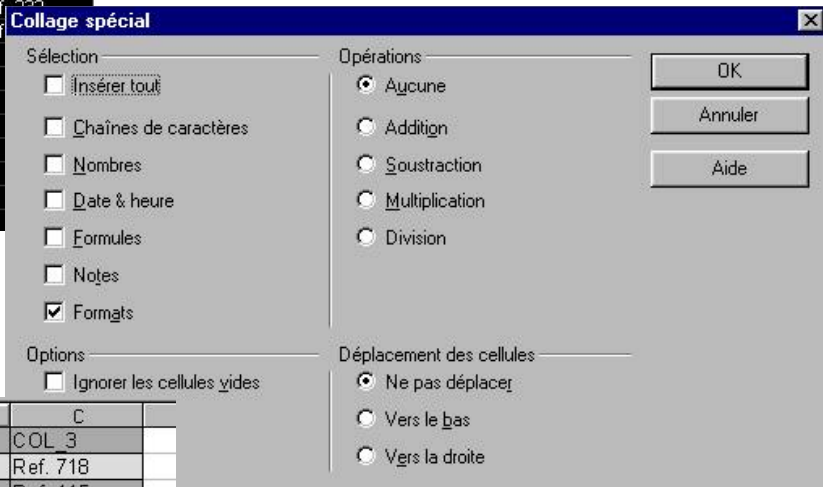 Collage spécial
Sélection
Insérer tout
Chaînes de caractères
Nombres
Date & heure
Formules
Notes
Formats
Opérations
Aucune
Addition
Soustraction
Multiplication
Division
OK
Annuler
Aide
Options
Ignorer les cellules vides
Déplacement des cellules
Ne pas déplacer
Vers le bas
Vers la droite
C
COL_3
Ref. 718